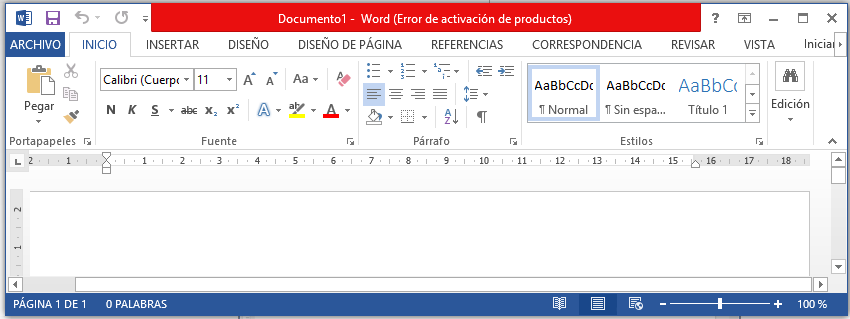 Documento1 - Word (Error de activación de productos)
ARCHIVO INICIO INSERTAR DISEÑO DISEÑO DE PÁGINA REFERENCIAS CORRESPONDENCIA REVISAR VISTA Iniciar
Calibri (Cuerpo 11 Aa
AaBbCcDc AaBbCcDc AaBbCc
Pegar N K S abc x₂ x² A A ¶ ¶ Normal ¶ Sin espa... Título 1 Edición
Portapapeles Fuente Párrafo Estilos
L 2 1 1 2 3 4 5 6 7 8 9 10 11 12 13 14 15 16 17 18
2
1
PÁGINA 1 DE 1 0 PALABRAS 100 %